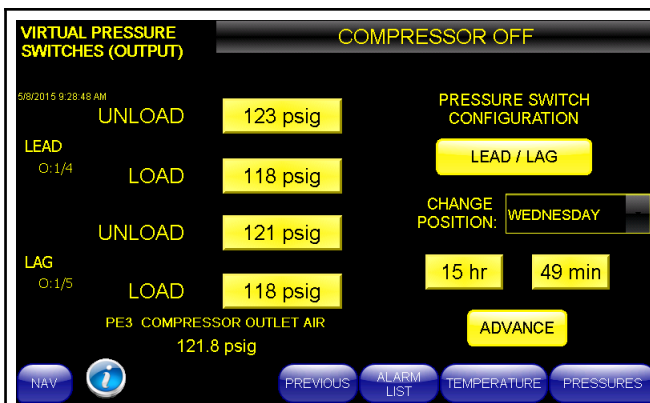 VIRTUAL PRESSURE
SWITCHES (OUTPUT)
COMPRESSOR OFF
5/8/2015 9:28:48 AM
UNLOAD
123 psig
LEAD
O:1/4
LOAD
118 psig
UNLOAD
121 psig
LAG
O:1/5
LOAD
118 psig
PE3 COMPRESSOR OUTLET AIR
121.8 psig
PRESSURE SWITCH
CONFIGURATION
LEAD / LAG
CHANGE
POSITION:
WEDNESDAY
15 hr
49 min
ADVANCE
NAV
i
PREVIOUS
ALARM
LIST
TEMPERATURE
PRESSURES